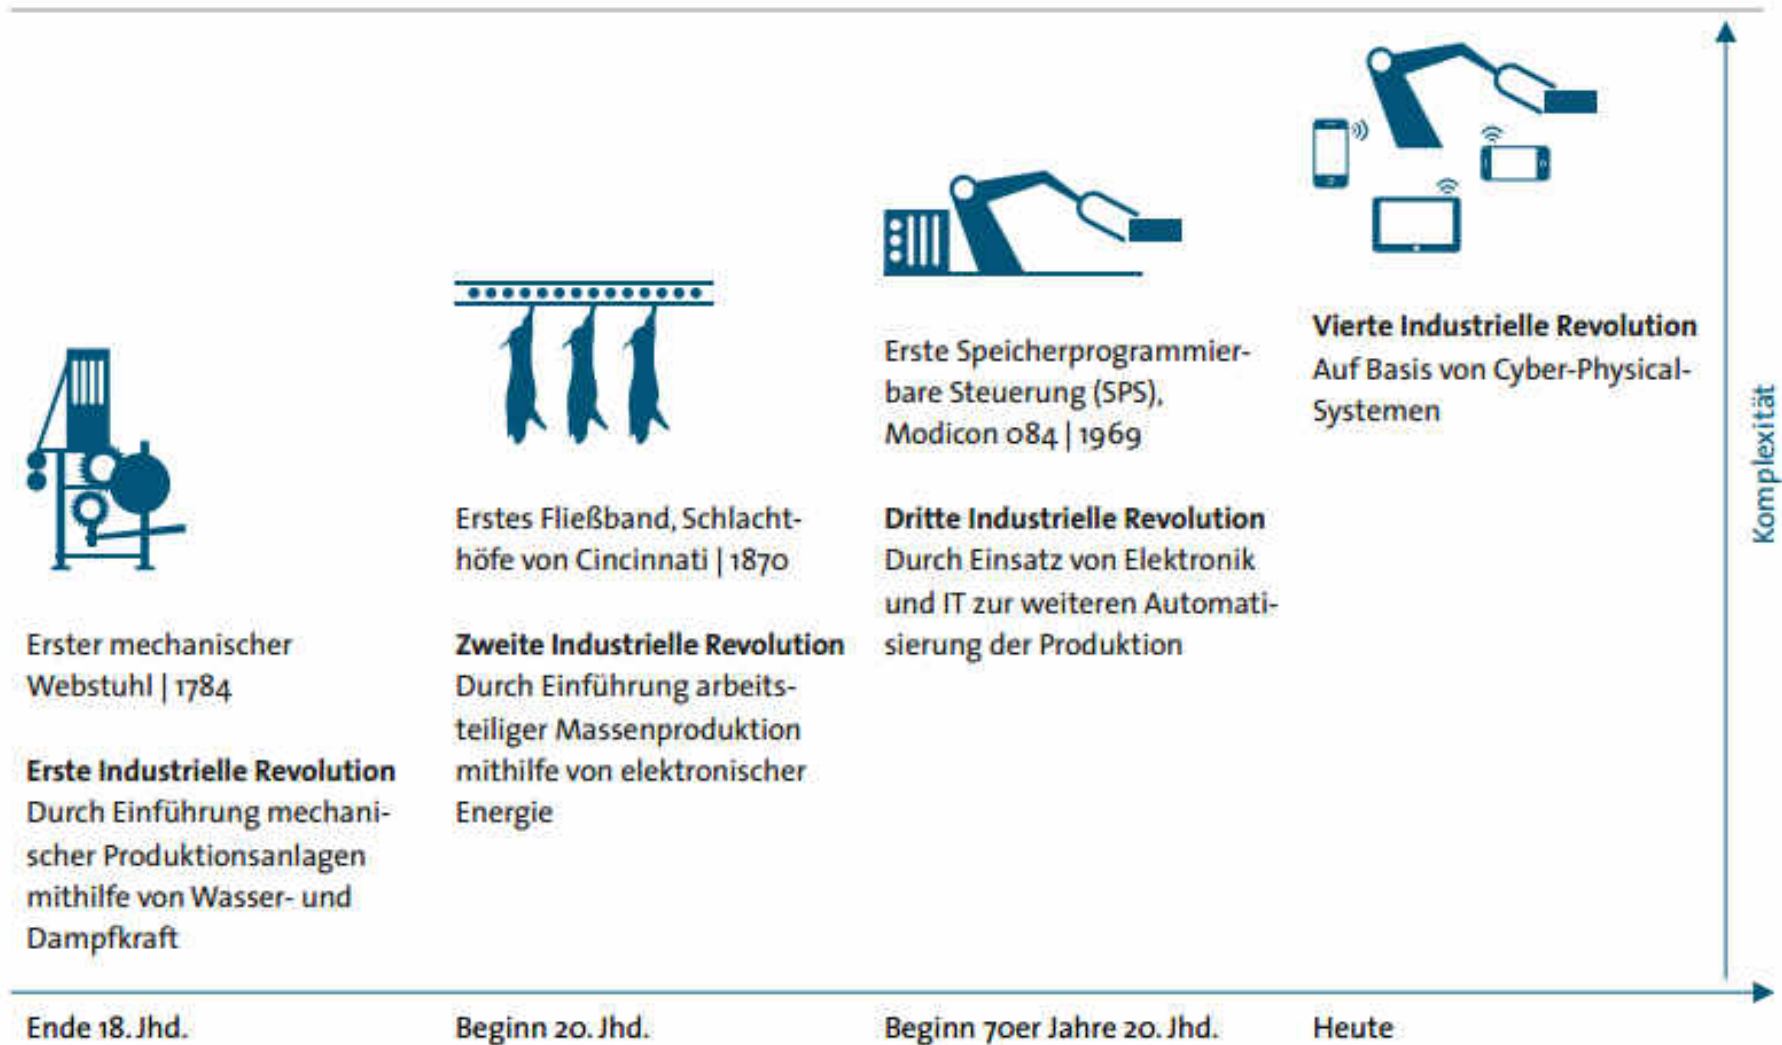 Erster mechanischer
Webstuhl | 1784
Erste Industrielle Revolution
Durch Einführung mechani-
scher Produktionsanlagen
mithilfe von Wasser- und
Dampfkraft
Ende 18. Jhd.
Erstes Fließband, Schlacht-
höfe von Cincinnati | 1870
Zweite Industrielle Revolution
Durch Einführung arbeits-
teiliger Massenproduktion
mithilfe von elektronischer
Energie
Beginn 20. Jhd.
Erste Speicherprogrammier-
bare Steuerung (SPS),
Modicon 084 | 1969
Dritte Industrielle Revolution
Durch Einsatz von Elektronik
und IT zur weiteren Automati-
sierung der Produktion
Beginn 70er Jahre 20. Jhd.
Vierte Industrielle Revolution
Auf Basis von Cyber-Physical-
Systemen
Heute
Komplexität